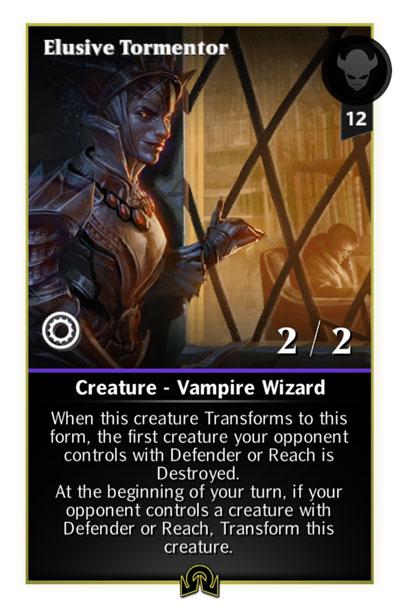 Elusive Tormentor
12
2 / 2
Creature - Vampire Wizard
When this creature Transforms to this
form, the first creature your opponent
controls with Defender or Reach is
Destroyed.
At the beginning of your turn, if your
opponent controls a creature with
Defender or Reach, Transform this
creature.